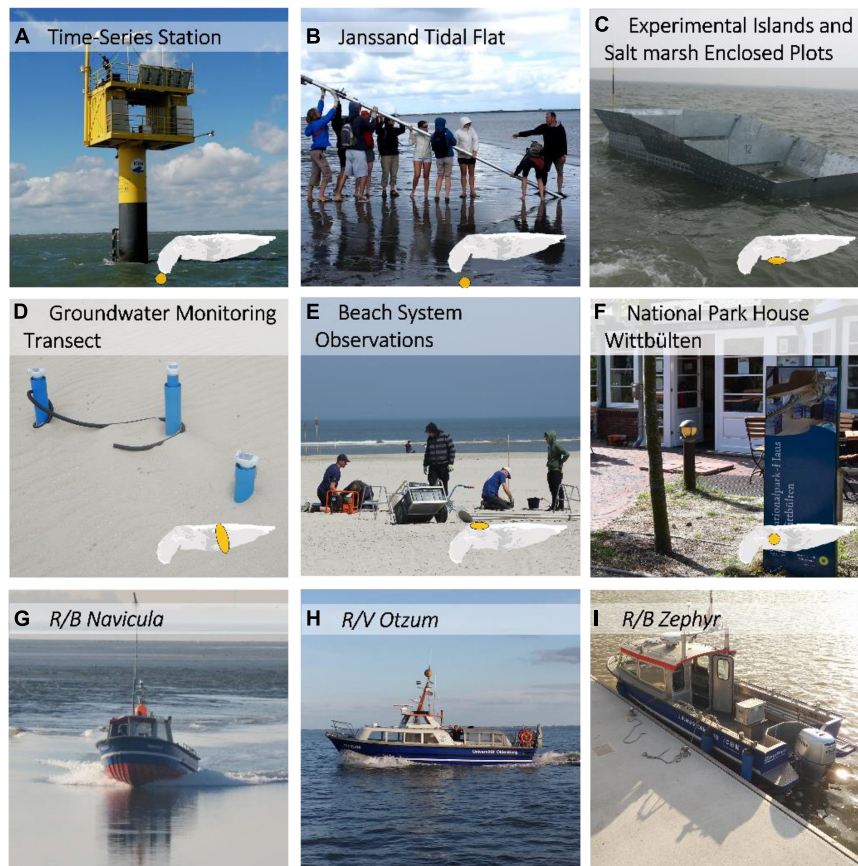 A Time-Series Station
B Janssand Tidal Flat
C Experimental Islands and
Salt marsh Enclosed Plots
12
D Groundwater Monitoring
Transect
E Beach System
Observations
F National Park House
Wittbülten
G R/B Navicula
H R/V Otzum
Universität Oldenburg
I R/B Zephyr